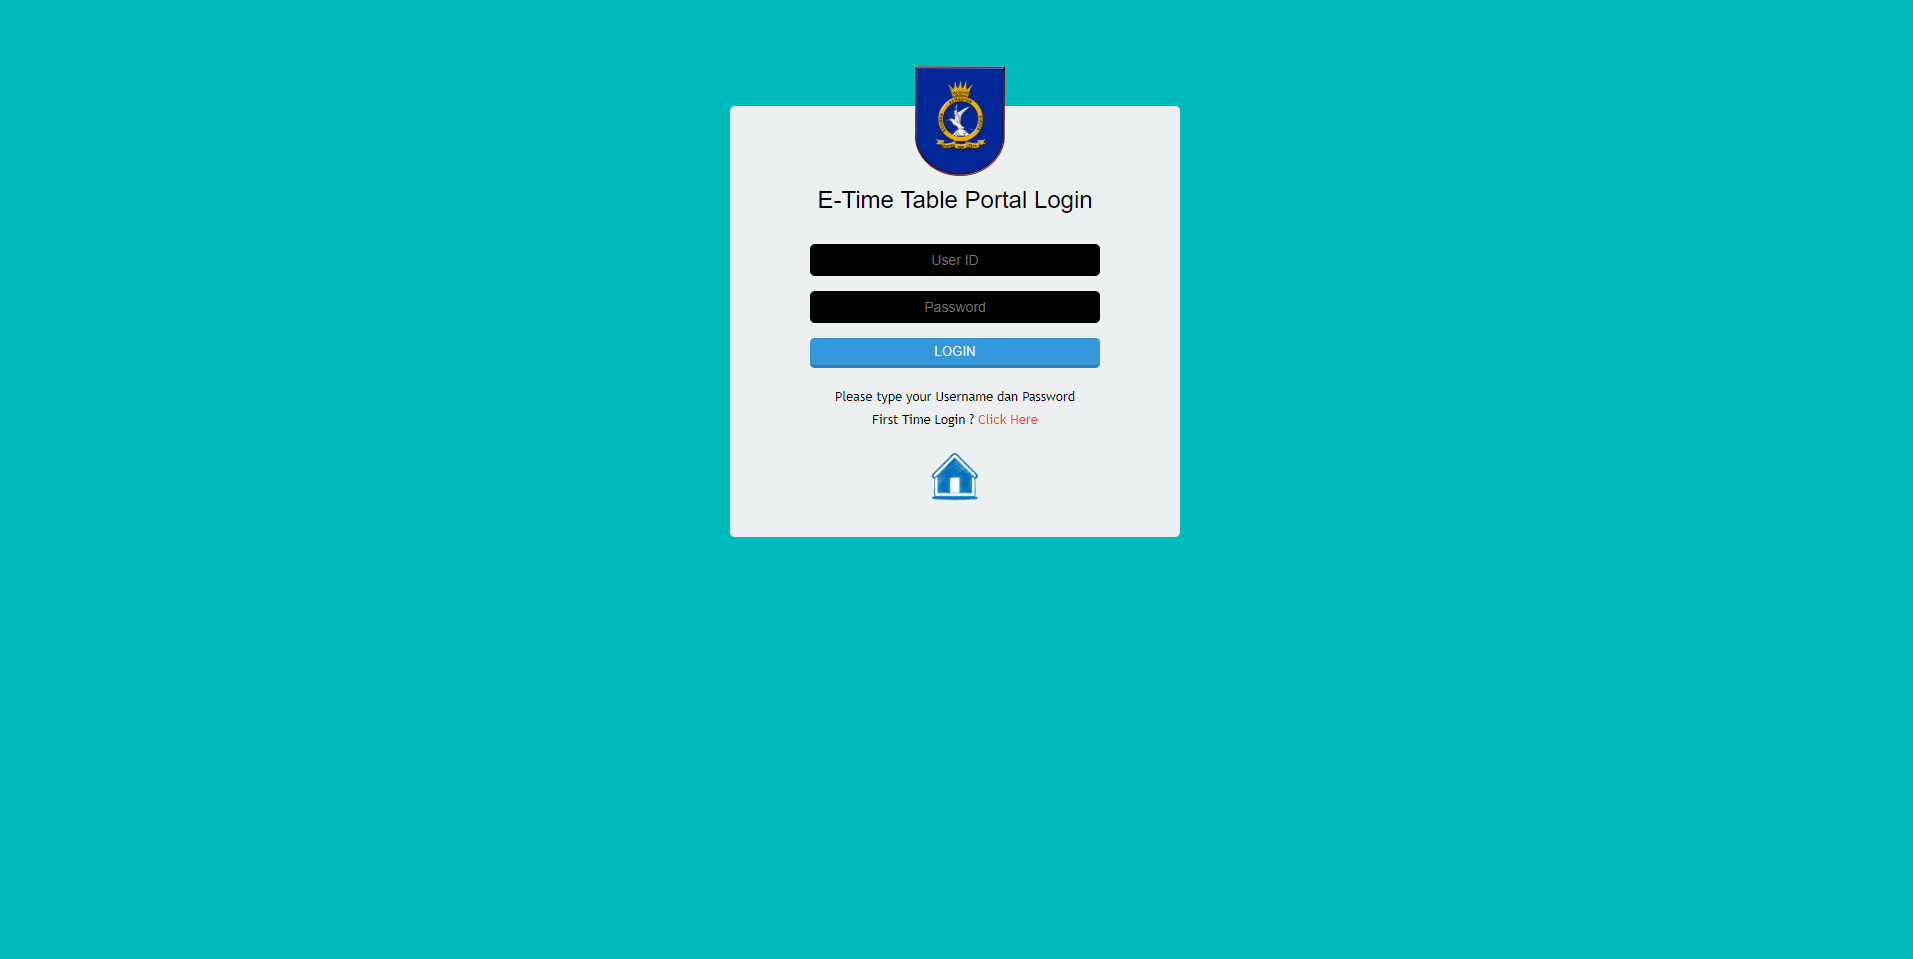 E-Time Table Portal Login
User ID
Password
LOGIN
Please type your Username dan Password
First Time Login ? Click Here